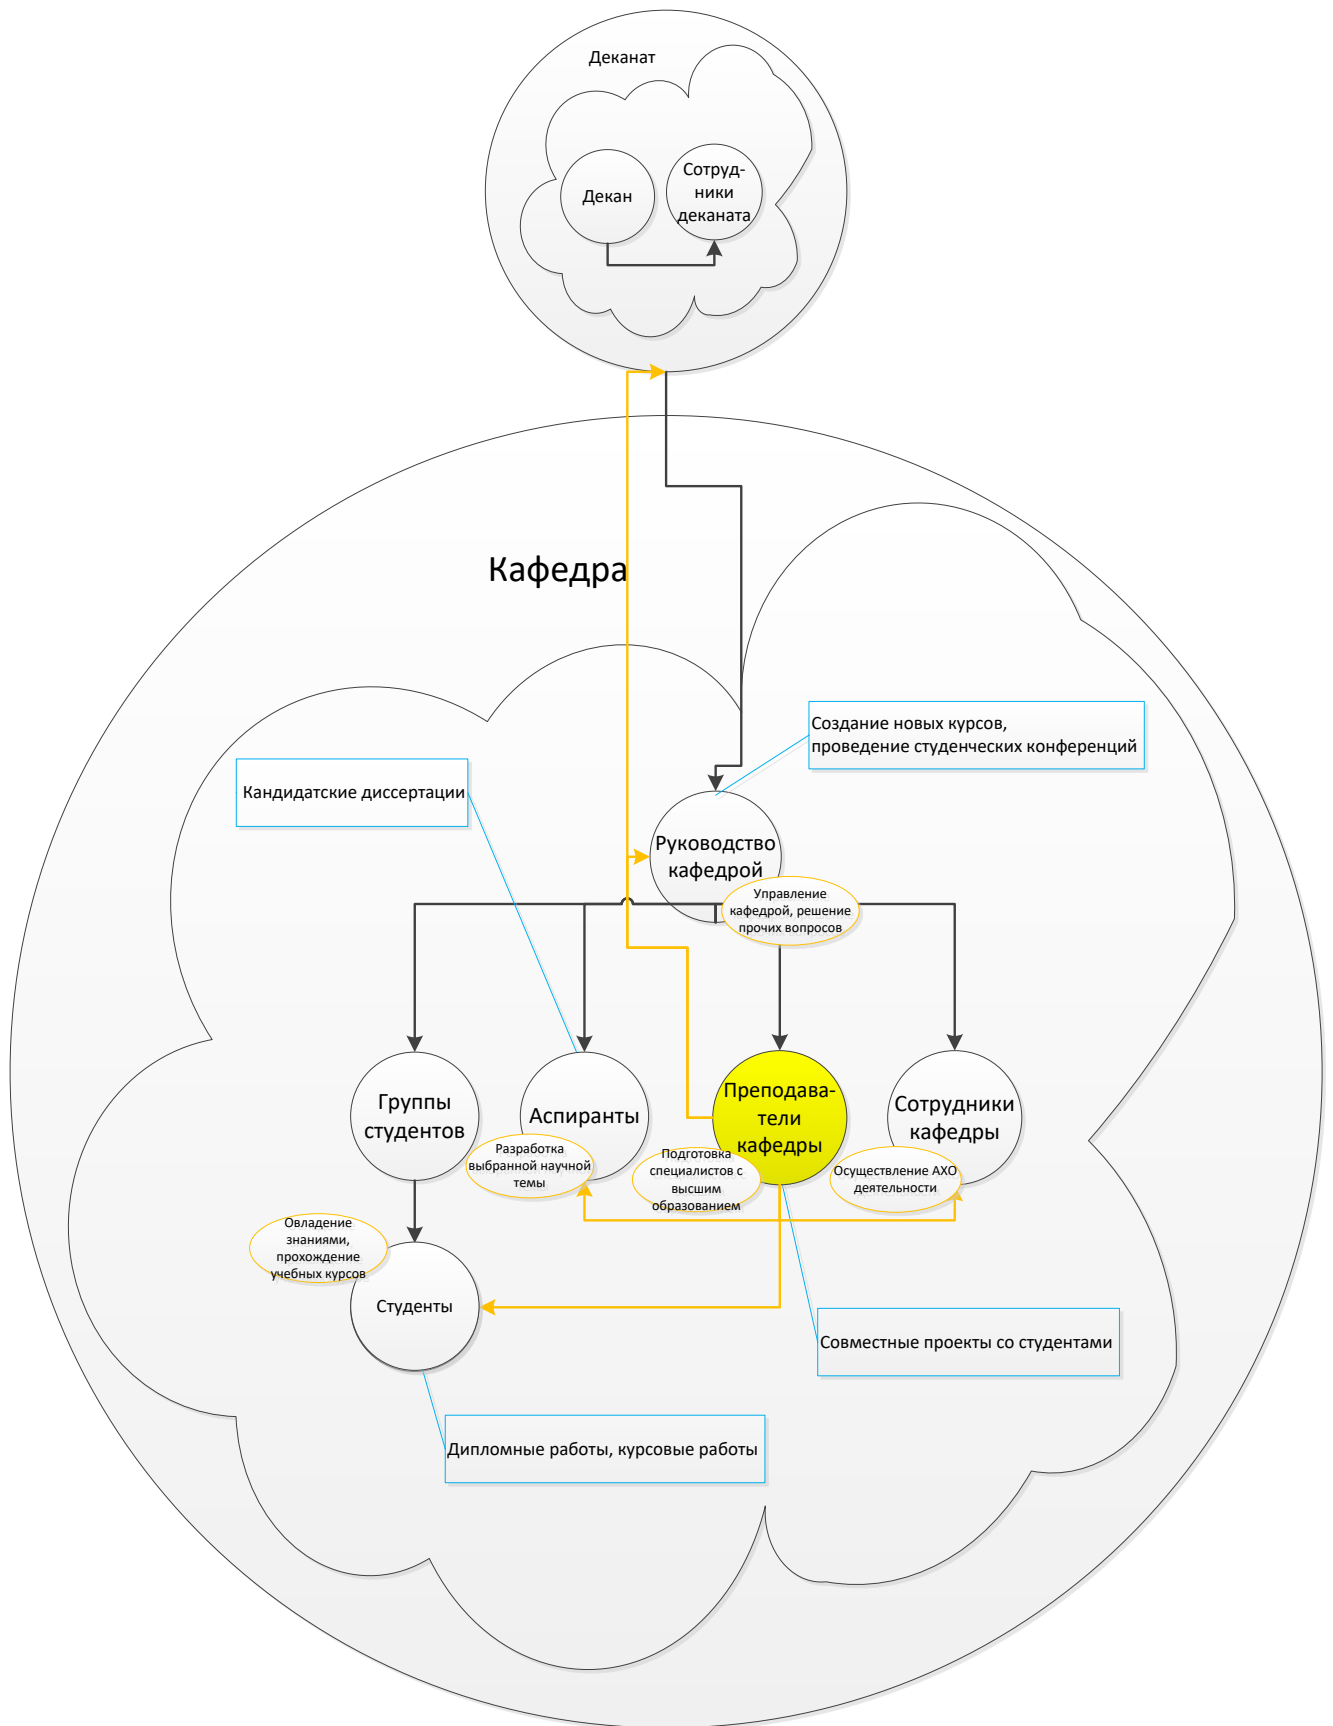 Деканат
Декан
Сотруд-
ники
деканата
Кафедра
Создание новых курсов,
проведение студенческих конференций
Кандидатские диссертации
Руководство
кафедрой
Управление
кафедрой, решение
прочих вопросов
Группы
студентов
Аспиранты
Преподава-
тели
кафедры
Сотрудники
кафедры
Разработка
выбранной научной
темы
Подготовка
специалистов с
высшим
образованием
Осуществление АХО
деятельности
Овладение
знаниями,
прохождение
учебных курсов
Студенты
Совместные проекты со студентами
Дипломные работы, курсовые работы